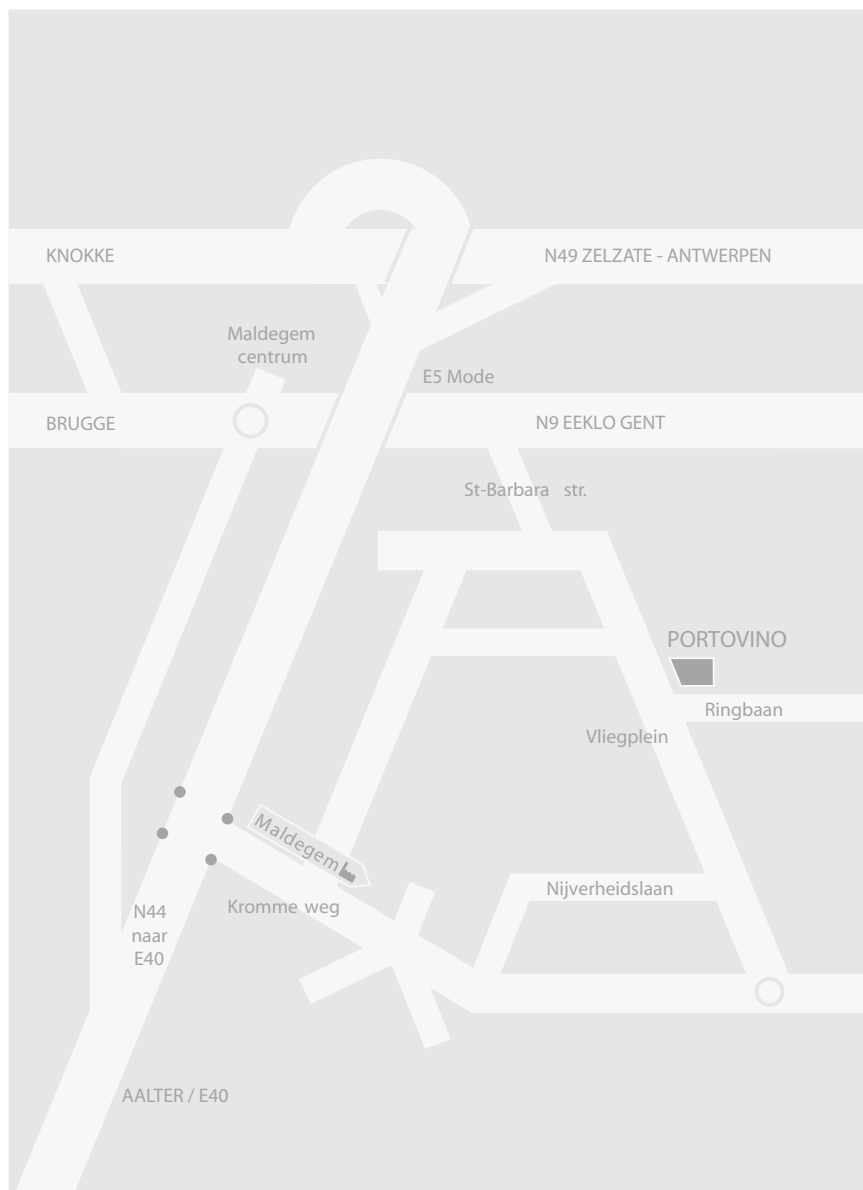 KNOKKE
N49 ZELZATE - ANTWERPEN
Maldegem
centrum
E5 Mode
BRUGGE
N9 EEKLO GENT
St-Barbara str.
PORTOVINO
Ringbaan
Vliegplein
Maldegem
Nijverheidslaan
Kromme weg
N44
naar
E40
AALTER / E40